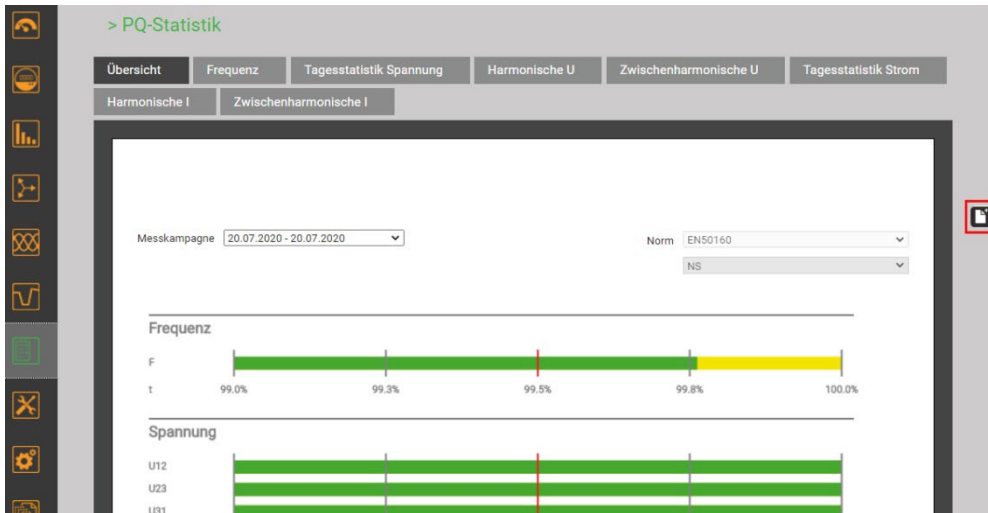 > PQ-Statistik
Übersicht Frequenz Tagesstatistik Spannung Harmonische U Zwischenharmonische U Tagesstatistik Strom
Harmonische I Zwischenharmonische I
Messkampagne 20.07.2020 - 20.07.2020 Norm EN50160
NS
Frequenz
F
t 99.0% 99.3% 99.5% 99.8% 100.0%
Spannung
U12
U23
U31